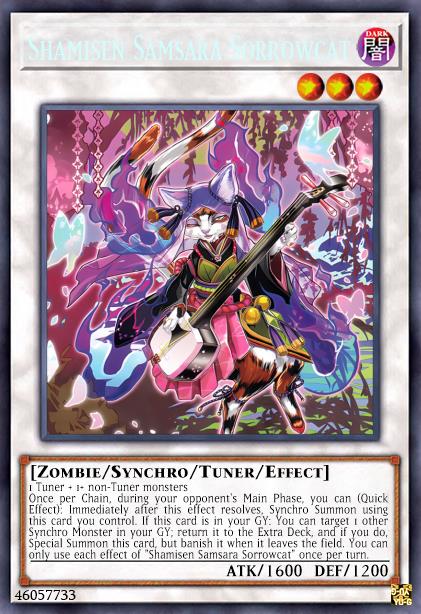 Shamisen Samsara Sorrowcat
DARK
闇
[Zombie/Synchro/Tuner/Effect]
1 Tuner + 1+ non-Tuner monsters
Once per Chain, during your opponent's Main Phase, you can (Quick
Effect): Immediately after this effect resolves, Synchro Summon using
this card you control. If this card is in your GY: You can target 1 other
Synchro Monster in your GY; return it to the Extra Deck, and if you do,
Special Summon this card, but banish it when it leaves the field. You can
only use each effect of "Shamisen Samsara Sorrowcat" once per turn.
ATK/1600 DEF/1200
46057733